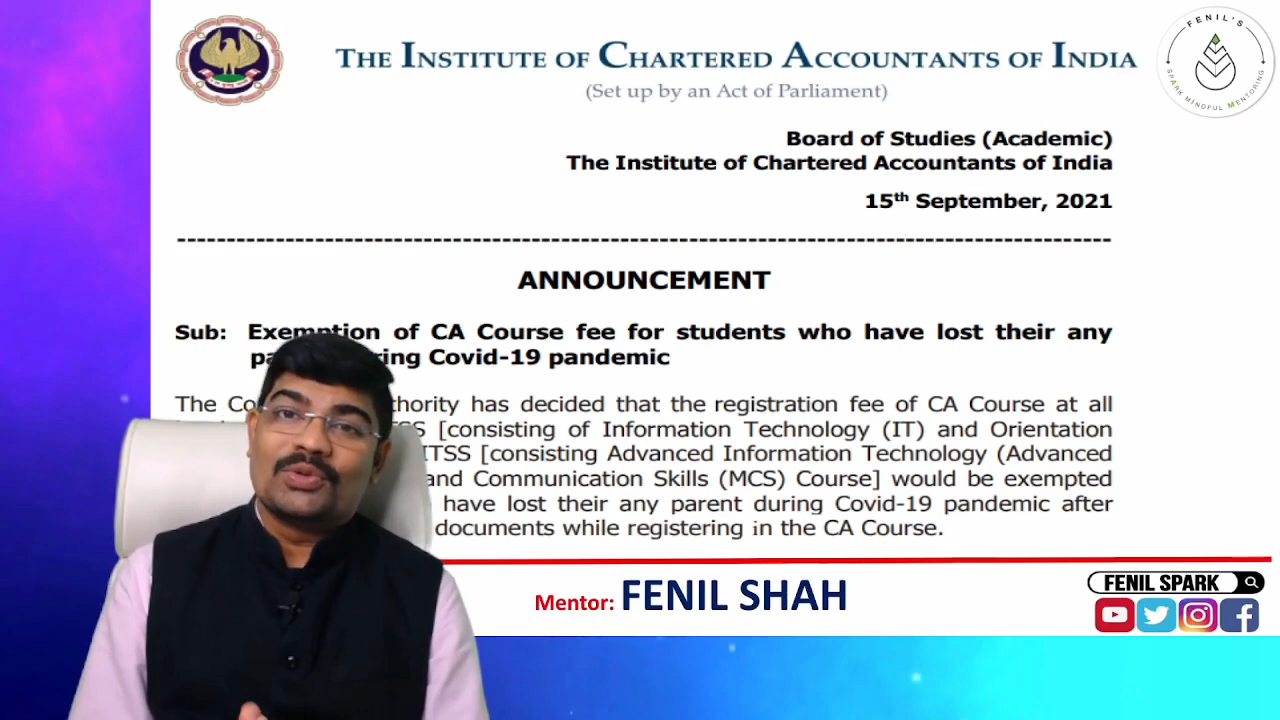 THE INSTITUTE OF CHARTERED ACCOUNTANTS OF INDIA
(Set up by an Act of Parliament)
FENIL'S
SPARK MINDFUL MENTORING
Board of Studies (Academic)
The Institute of Chartered Accountants of India
15th September, 2021
ANNOUNCEMENT
Sub: Exemption of CA Course fee for students who have lost their any
Covid-19 pandemic
The hority has decided that the registration fee of CA Course at all
[consisting of Information Technology (IT) and Orientation
ITSS [consisting Advanced Information Technology (Advanced
and Communication Skills (MCS) Course] would be exempted
have lost their any parent during Covid-19 pandemic after
documents while registering in the CA Course.
Mentor: FENIL SHAH
FENIL SPARK